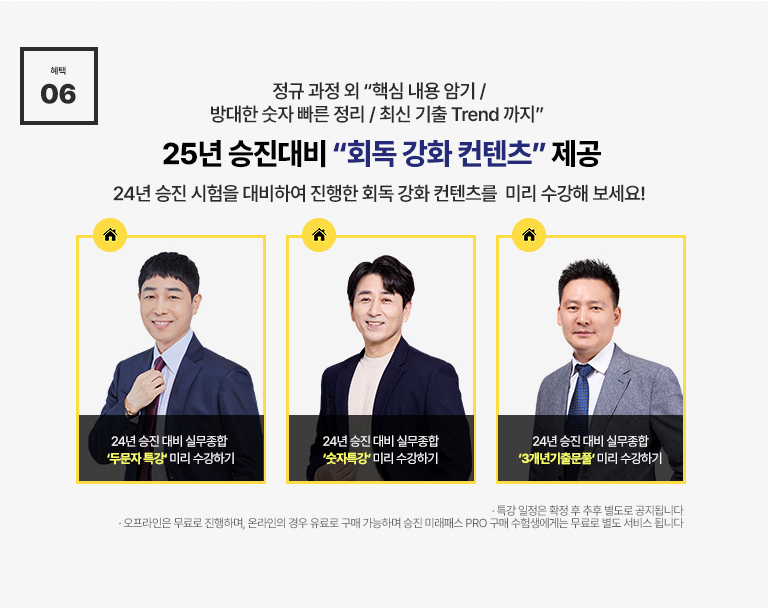 혜택
06
정규 과정 외 “핵심 내용 암기 /
방대한 숫자 빠른 정리 / 최신 기출 Trend 까지”
25년 승진대비 “회독 강화 컨텐츠” 제공
24년 승진 시험을 대비하여 진행한 회독 강화 컨텐츠를 미리 수강해 보세요!
24년 승진 대비 실무종합
‘두문자 특강‘ 미리 수강하기
24년 승진 대비 실무종합
‘숫자특강‘ 미리 수강하기
24년 승진 대비 실무종합
‘3개년기출문풀‘ 미리 수강하기
· 특강 일정은 확정 후 추후 별도로 공지됩니다
· 오프라인은 무료로 진행하며, 온라인의 경우 유료로 구매 가능하며 승진 미래패스 PRO 구매 수험생에게는 무료로 별도 서비스 됩니다